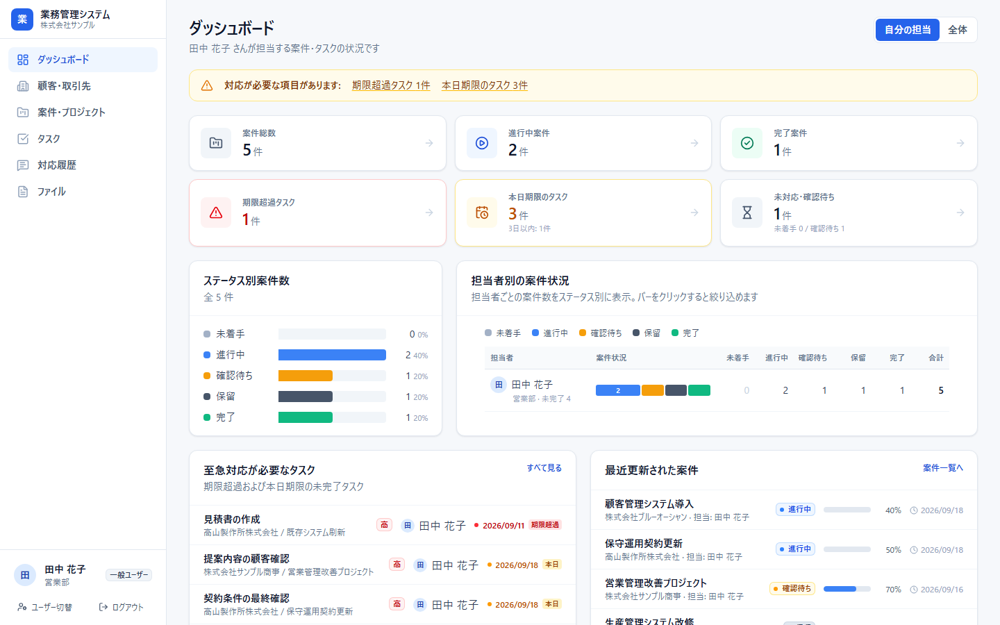 業
業務管理システム
株式会社サンプル
ダッシュボード
顧客・取引先
案件・プロジェクト
タスク
対応履歴
ファイル
田
田中 花子
営業部
一般ユーザー
ユーザー切替
ログアウト
ダッシュボード
田中 花子 さんが担当する案件・タスクの状況です
自分の担当
全体
対応が必要な項目があります: 期限超過タスク 1件 本日期限のタスク 3件
案件総数
5 件
進行中案件
2 件
完了案件
1 件
期限超過タスク
1 件
本日期限のタスク
3 件
3日以内: 1件
未対応・確認待ち
1 件
未着手 0 / 確認待ち 1
ステータス別案件数
全 5 件
未着手 0 0%
進行中 2 40%
確認待ち 1 20%
保留 1 20%
完了 1 20%
担当者別の案件状況
担当者ごとの案件数をステータス別に表示。バーをクリックすると絞り込めます
未着手 進行中 確認待ち 保留 完了
担当者 案件状況 未着手 進行中 確認待ち 保留 完了 合計
田 田中 花子 2 0 2 1 1 1 5
営業部・未完了 4
至急対応が必要なタスク
すべて見る
期限超過および本日期限の未完了タスク
見積書の作成
高山製作所株式会社 / 既存システム刷新
高 田 田中 花子 2026/09/11 期限超過
提案内容の顧客確認
株式会社サンプル商事 / 営業管理改善プロジェクト
高 田 田中 花子 2026/09/18 本日
契約条件の最終確認
高山製作所株式会社 / 保守運用契約更新
高 田 田中 花子 2026/09/18 本日
最近更新された案件
案件一覧へ
顧客管理システム導入
株式会社ブルーオーシャン・担当: 田中 花子
進行中 40% 2026/09/18
保守運用契約更新
高山製作所株式会社・担当: 田中 花子
進行中 50% 2026/09/18
営業管理改善プロジェクト
株式会社サンプル商事・担当: 田中 花子
確認待ち 70% 2026/09/16
生産管理システム改修